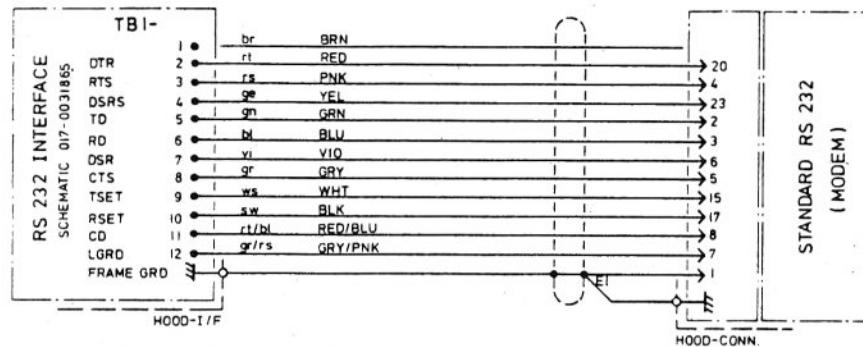 TB1-
1 br BRN
DTR 2 rt RED 20
RTS 3 rs PNK 4
DSRS 4 ge YEL 23
TD 5 gn GRN 2
RD 6 bl BLU 3
DSR 7 vi VIO 6
CTS 8 gr GRY 5
TSET 9 ws WHT 15
RSET 10 sw BLK 17
CD 11 rt/bl RED/BLU 8
LGRD 12 gr/rs GRY/PNK 7
FRAME GRD E1 1
RS 232 INTERFACE
SCHEMATIC 017-0031865
STANDARD RS 232
(MODEM)
HOOD-I/F
HOOD-CONN.